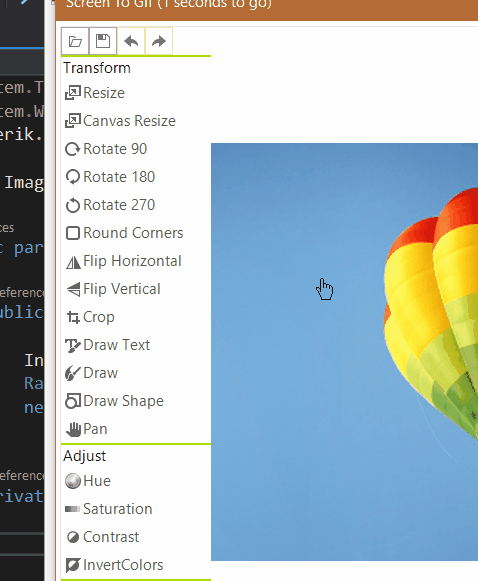 Screen To Gif (1 seconds to go)
Transform
tem.T
Resize
tem.W
Canvas Resize
erik.
Rotate 90
Imag
Rotate 180
Rotate 270
ces
Round Corners
c par
Flip Horizontal
eference
Flip Vertical
ublic
Crop
Draw Text
In
Draw
Ra
Draw Shape
ne
Pan
Adjust
eference
Hue
rivat
Saturation
Contrast
InvertColors